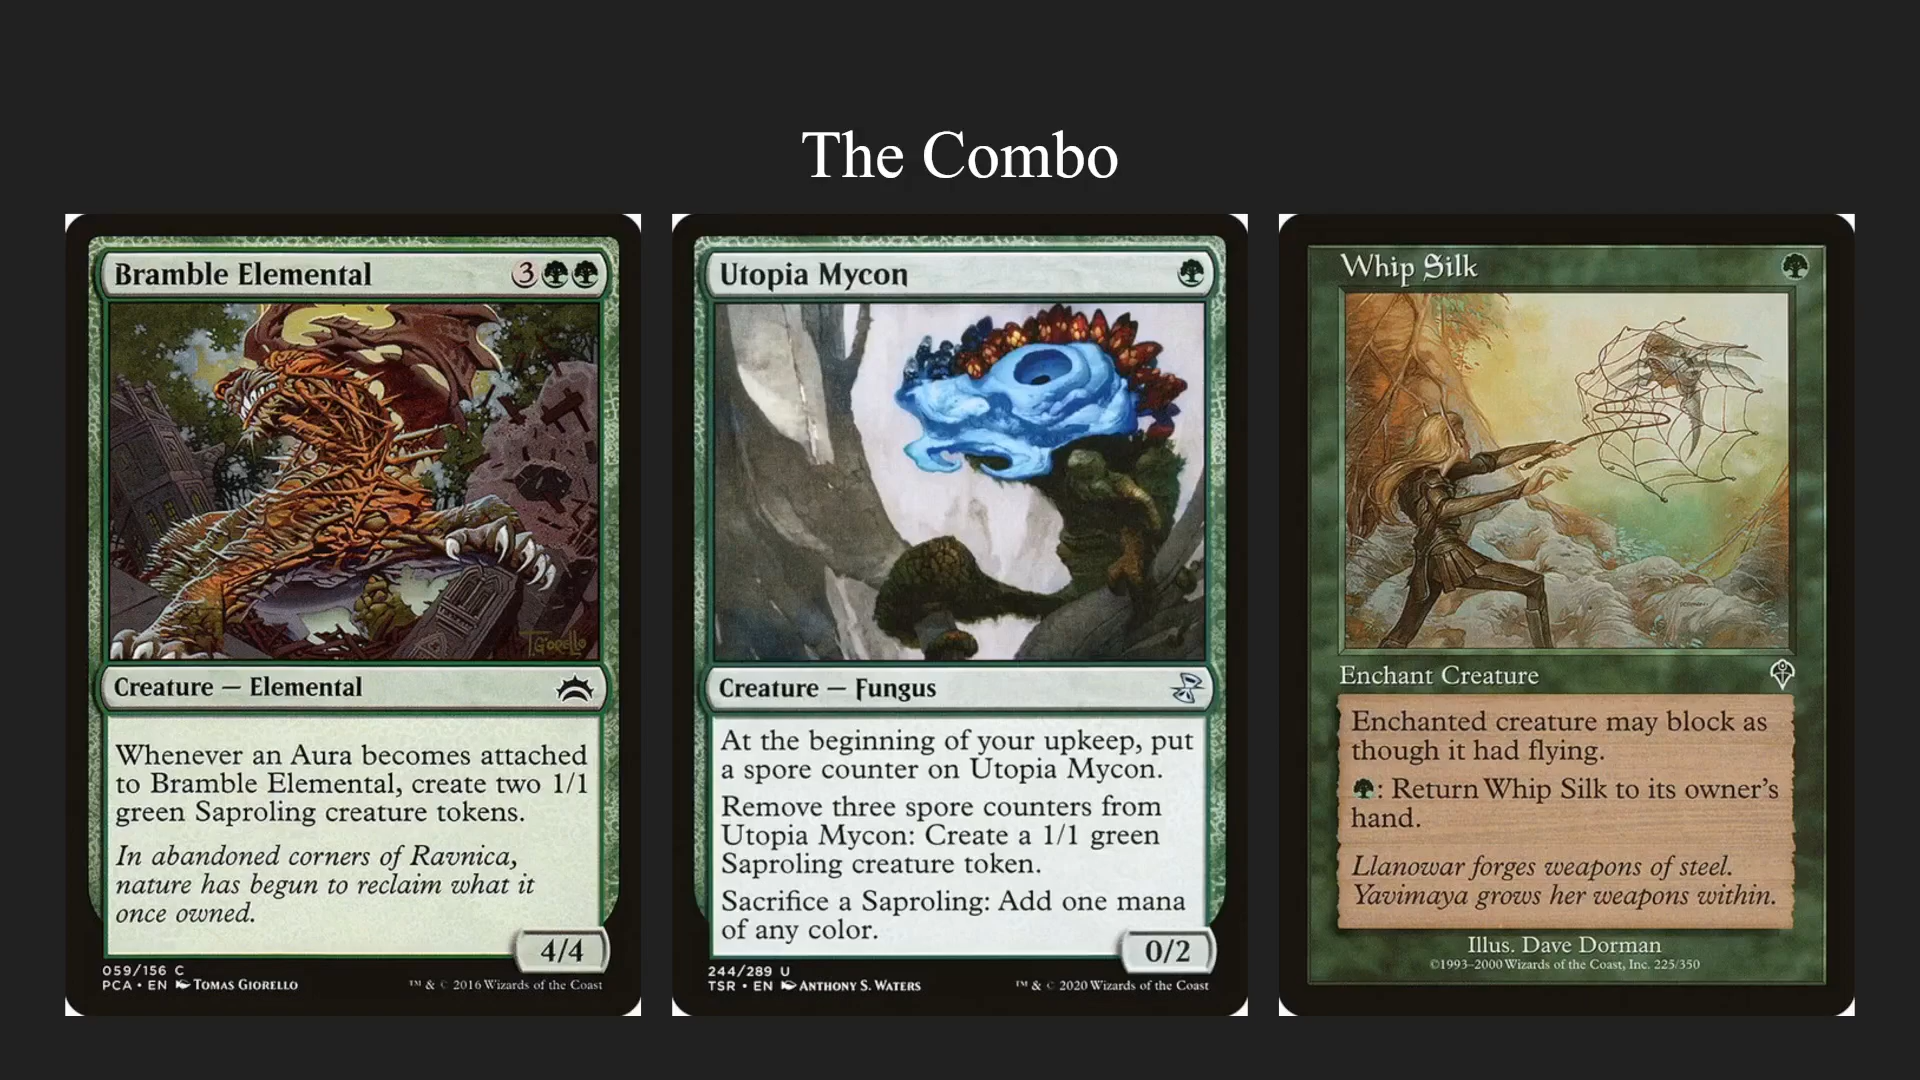 The Combo
Bramble Elemental 3
T.GORELLO
Creature — Elemental
Whenever an Aura becomes attached
to Bramble Elemental, create two 1/1
green Saproling creature tokens.
In abandoned corners of Ravnica,
nature has begun to reclaim what it
once owned.
4/4
059/156 C
PCA • EN TOMAS GIORELLO
™ & © 2016 Wizards of the Coast
Utopia Mycon
Creature — Fungus
At the beginning of your upkeep, put
a spore counter on Utopia Mycon.
Remove three spore counters from
Utopia Mycon: Create a 1/1 green
Saproling creature token.
Sacrifice a Saproling: Add one mana
of any color.
0/2
244/289 U
TSR • EN ANTHONY S. WATERS
™ & © 2020 Wizards of the Coast
Whip Silk
Enchant Creature
Enchanted creature may block as
though it had flying.
: Return Whip Silk to its owner's
hand.
Llanowar forges weapons of steel.
Yavimaya grows her weapons within.
Illus. Dave Dorman
©1993-2000 Wizards of the Coast, Inc. 225/350